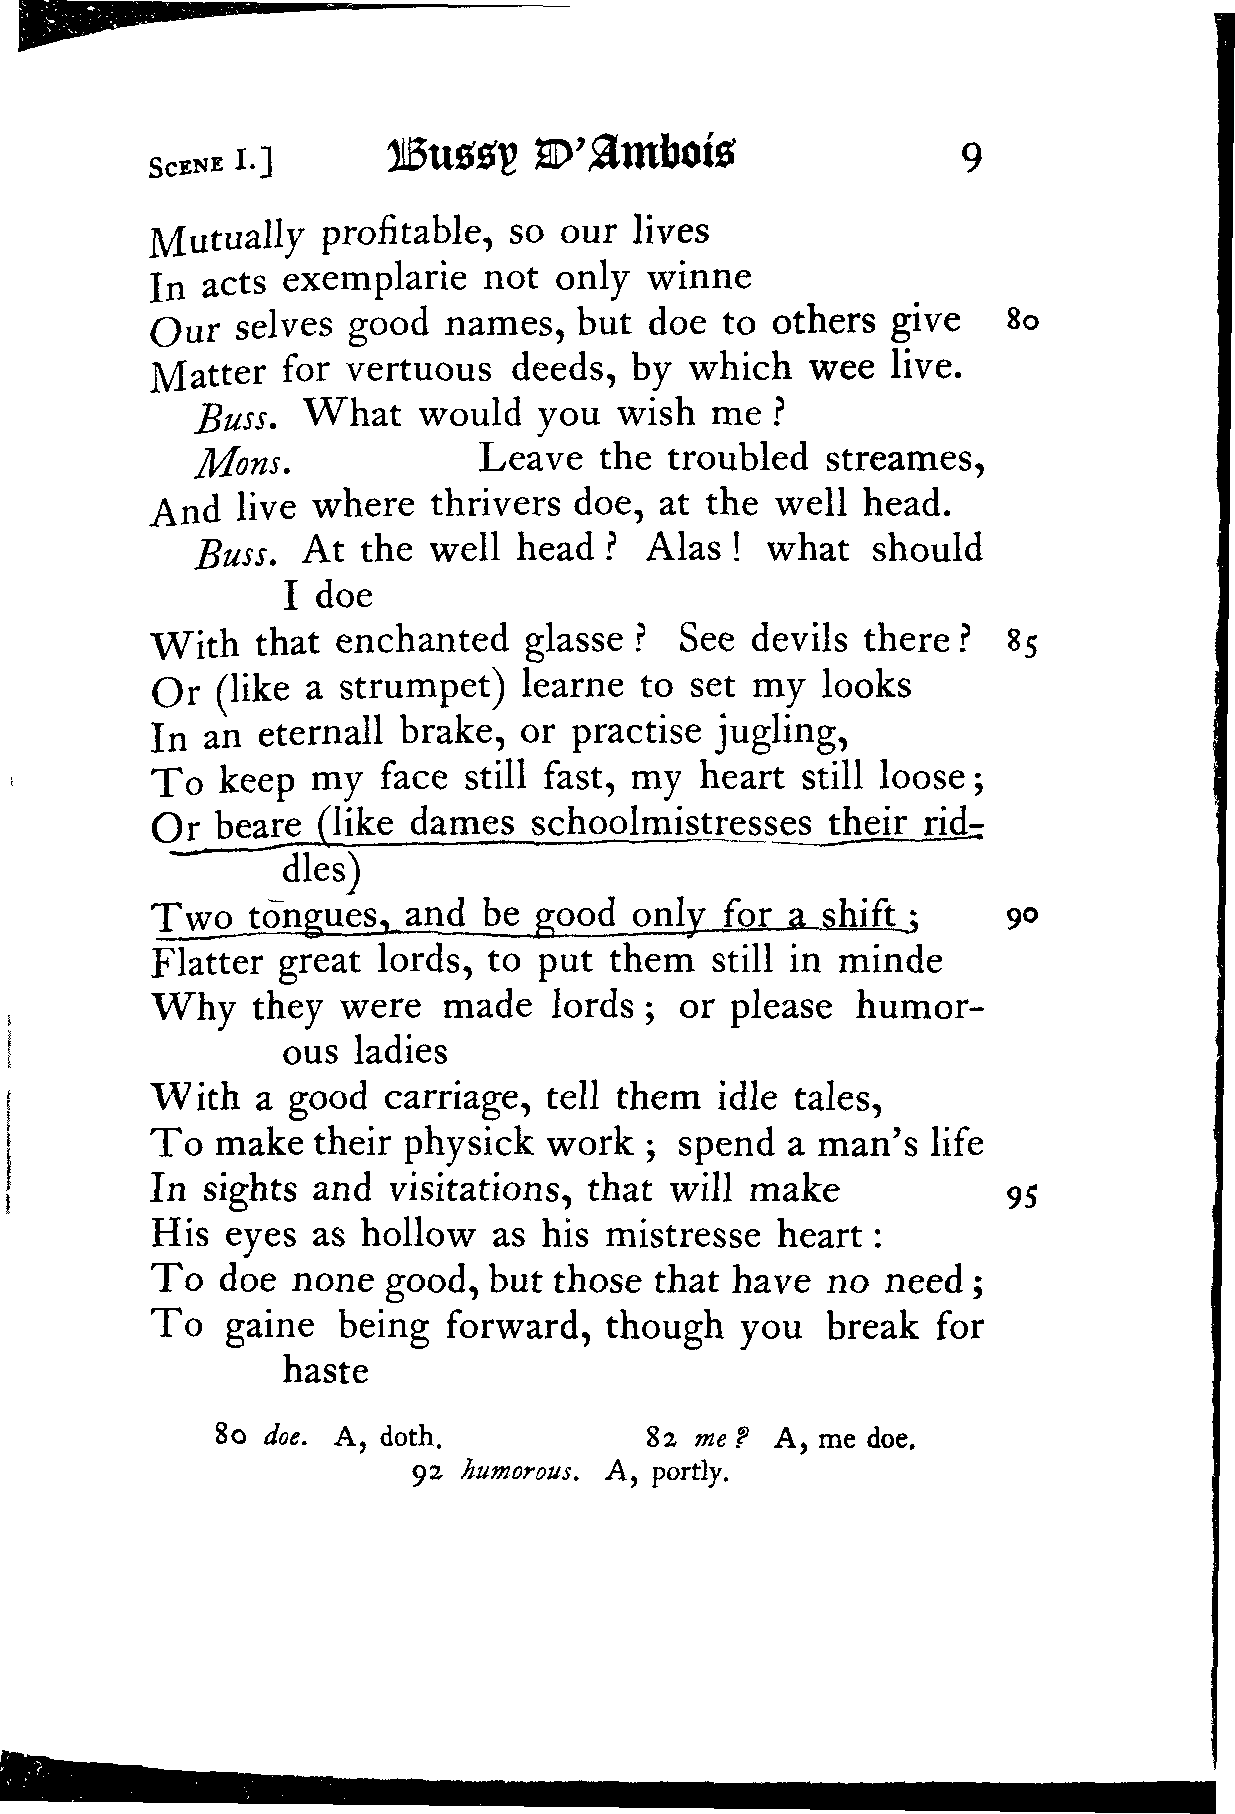 SCENE I.] Bussy D'Ambois 9
Mutually profitable, so our lives
In acts exemplarie not only winne
Our selves good names, but doe to others give 80
Matter for vertuous deeds, by which wee live.
Buss. What would you wish me?
Mons. Leave the troubled streames,
And live where thrivers doe, at the well head.
Buss. At the well head? Alas! what should
I doe
With that enchanted glasse? See devils there? 85
Or (like a strumpet) learne to set my looks
In an eternall brake, or practise jugling,
To keep my face still fast, my heart still loose;
Or beare (like dames schoolmistresses their rid-
dles)
Two tongues, and be good only for a shift; 90
Flatter great lords, to put them still in minde
Why they were made lords; or please humor-
ous ladies
With a good carriage, tell them idle tales,
To make their physick work; spend a man's life
In sights and visitations, that will make 95
His eyes as hollow as his mistresse heart:
To doe none good, but those that have no need;
To gaine being forward, though you break for
haste
80 doe. A, doth. 82 me? A, me doe.
92 humorous. A, portly.